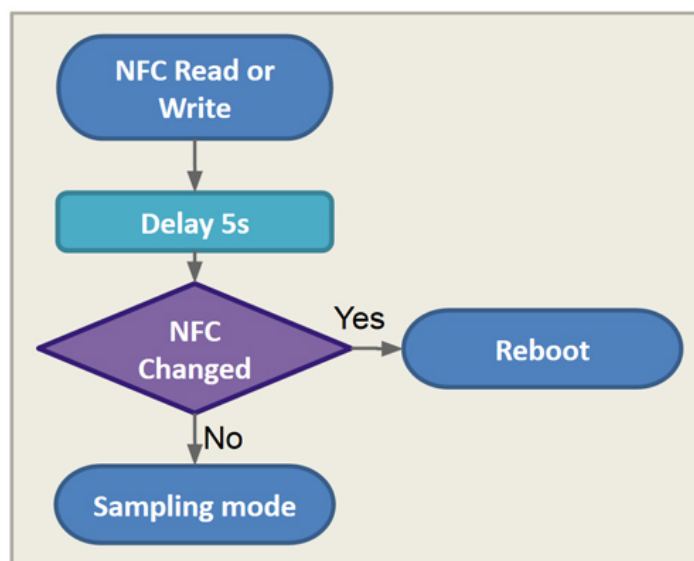 NFC Read or
Write
Delay 5s
NFC
Changed
Yes
Reboot
No
Sampling mode